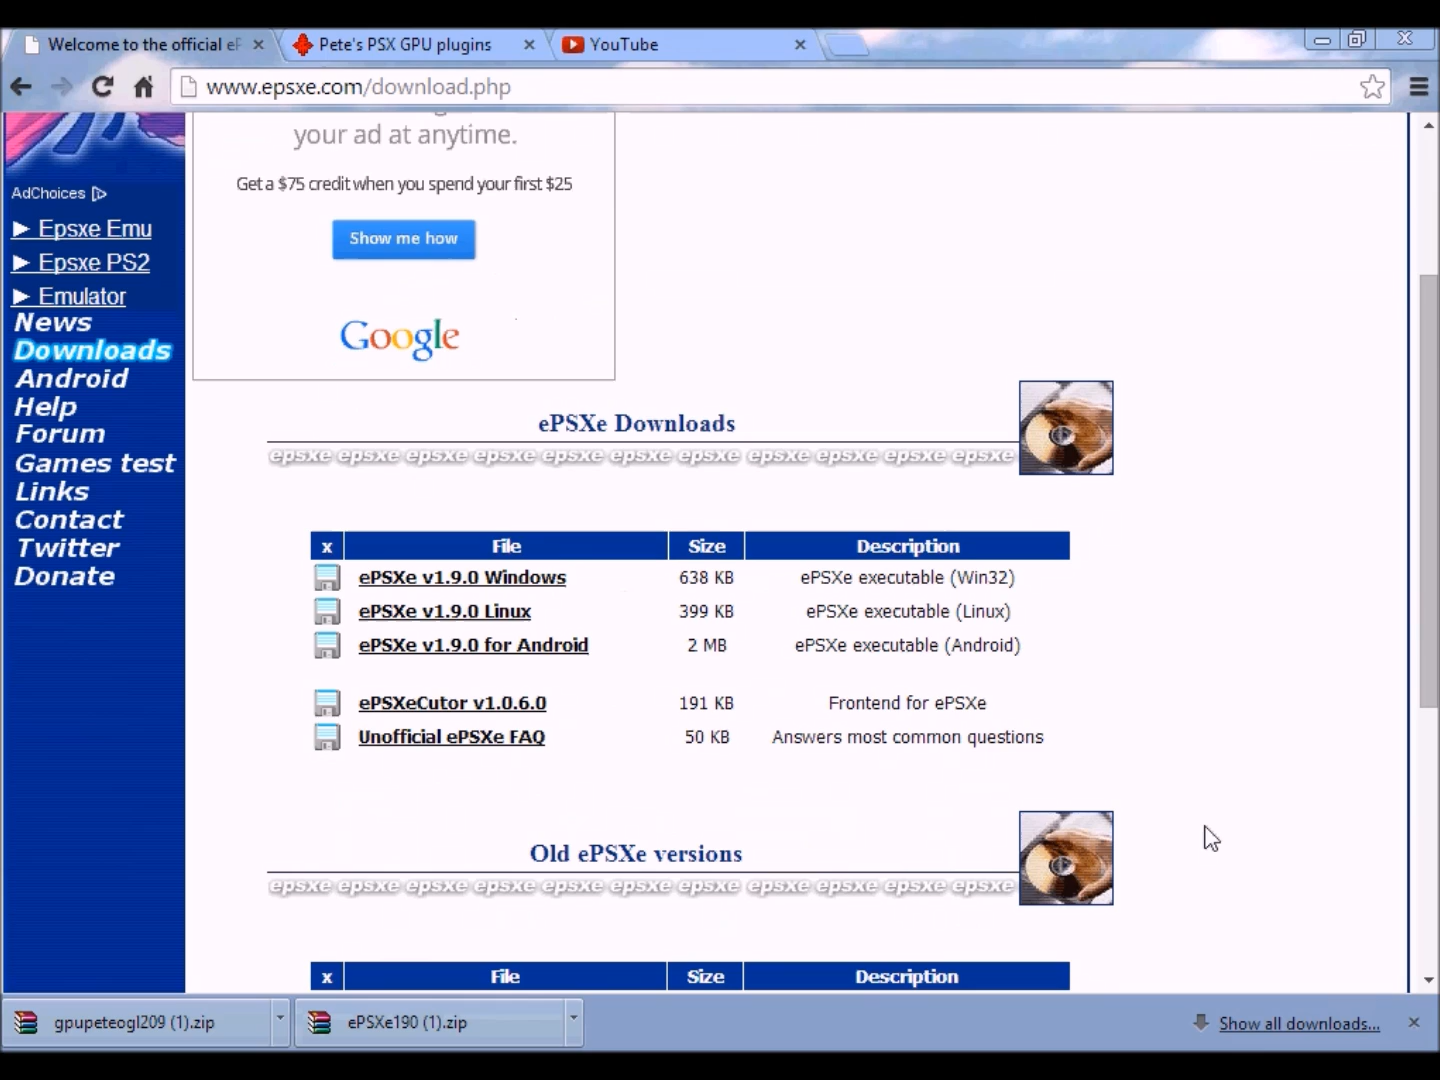 Welcome to the official eP
Pete's PSX GPU plugins
YouTube
www.epsxe.com/download.php
your ad at anytime.
Get a $75 credit when you spend your first $25
Show me how
Google
AdChoices
► Epsxe Emu
► Epsxe PS2
► Emulator
News
Downloads
Android
Help
Forum
Games test
Links
Contact
Twitter
Donate
ePSXe Downloads
epsxe epsxe epsxe epsxe epsxe epsxe epsxe epsxe epsxe epsxe epsxe
x File Size Description
ePSXe v1.9.0 Windows 638 KB ePSXe executable (Win32)
ePSXe v1.9.0 Linux 399 KB ePSXe executable (Linux)
ePSXe v1.9.0 for Android 2 MB ePSXe executable (Android)
ePSXeCutor v1.0.6.0 191 KB Frontend for ePSXe
Unofficial ePSXe FAQ 50 KB Answers most common questions
Old ePSXe versions
epsxe epsxe epsxe epsxe epsxe epsxe epsxe epsxe epsxe epsxe epsxe
x File Size Description
gpupeteogl209 (1).zip
ePSXe190 (1).zip
Show all downloads...